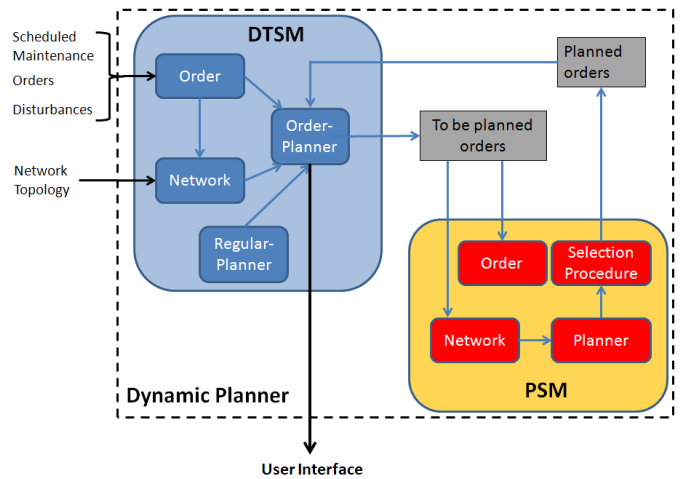 DTSM
Scheduled
Maintenance
Orders
Disturbances
Order
Order-
Planner
Network
Topology
Network
Regular-
Planner
Planned
orders
To be planned
orders
Order
Selection
Procedure
Network
Planner
PSM
Dynamic Planner
User Interface